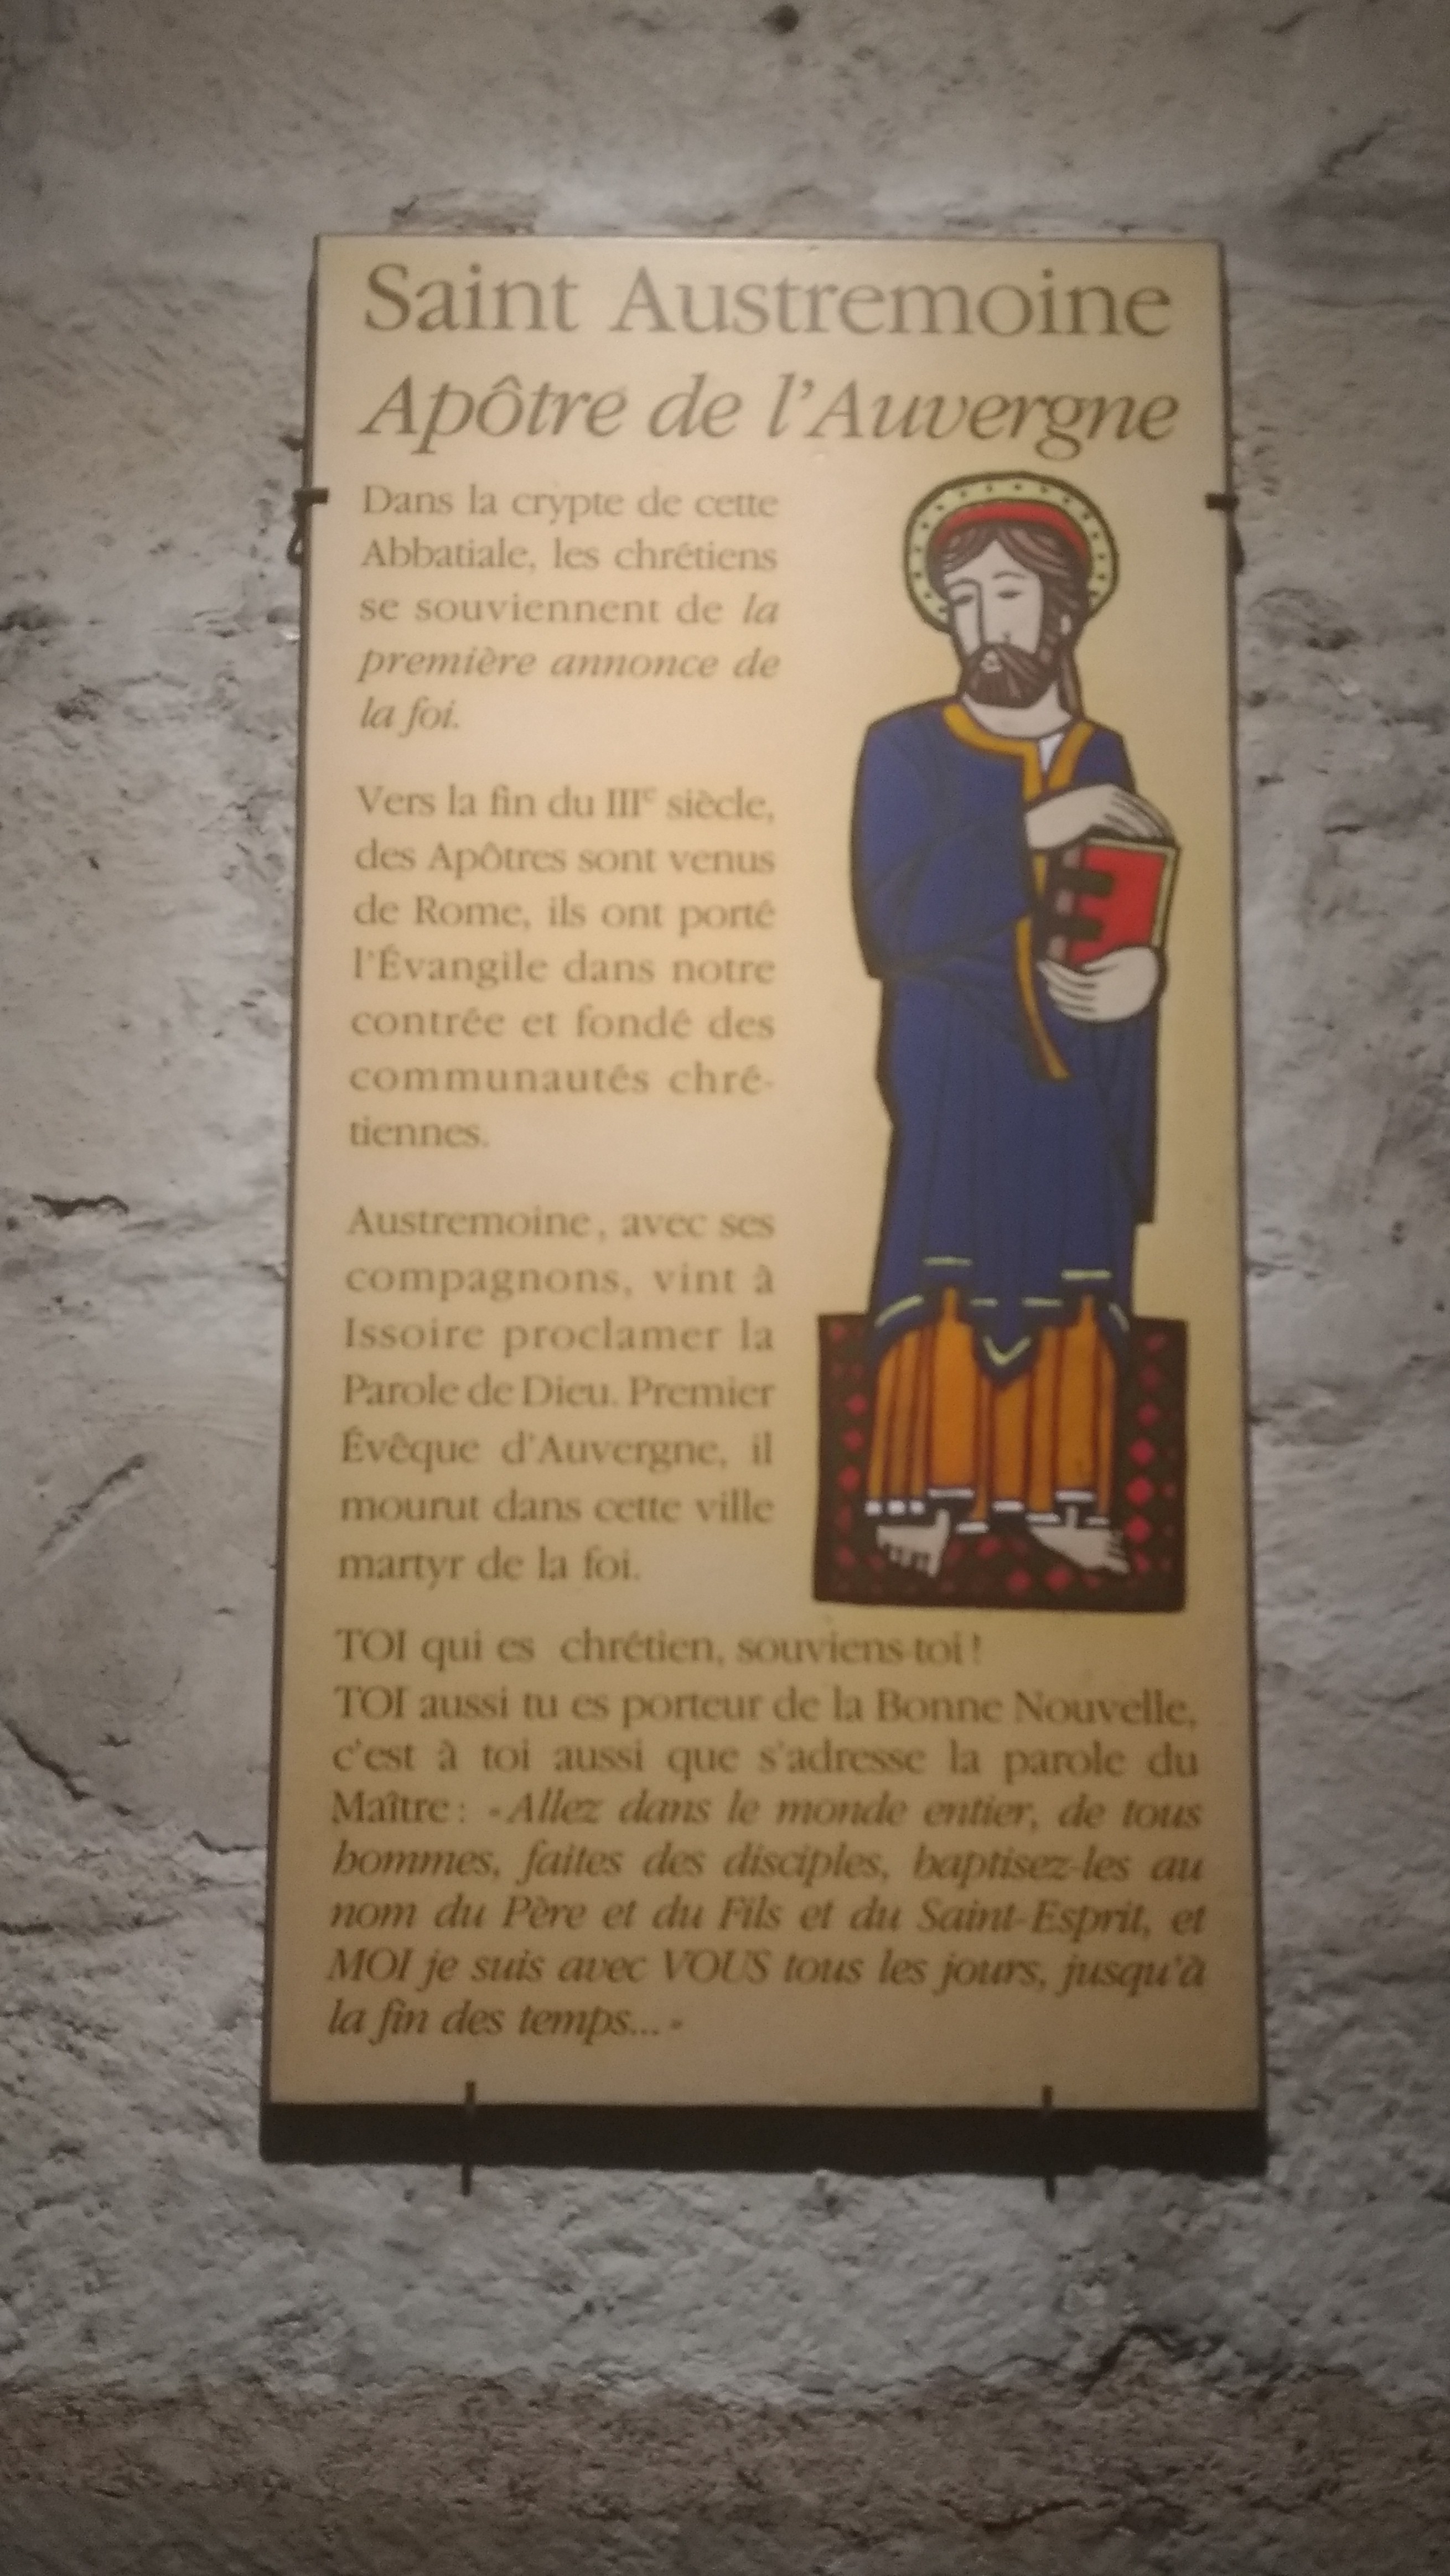 Saint Austremoine
Apôtre de l'Auvergne
Dans la crypte de cette
Abbatiale, les chrétiens
se souviennent de la
première annonce de
la foi.
Vers la fin du IIIe siècle,
des Apôtres sont venus
de Rome, ils ont porté
l'Évangile dans notre
contrée et fondé des
communautés chré-
tiennes.
Austremoine, avec ses
compagnons, vint à
Issoire proclamer la
Parole de Dieu. Premier
Évêque d'Auvergne, il
mourut dans cette ville
martyr de la foi.
TOI qui es chrétien, souviens-toi !
TOI aussi tu es porteur de la Bonne Nouvelle,
c'est à toi aussi que s'adresse la parole du
Maître : «Allez dans le monde entier, de tous
hommes, faites des disciples, baptisez-les au
nom du Père et du Fils et du Saint-Esprit, et
MOI je suis avec VOUS tous les jours, jusqu'à
la fin des temps... »